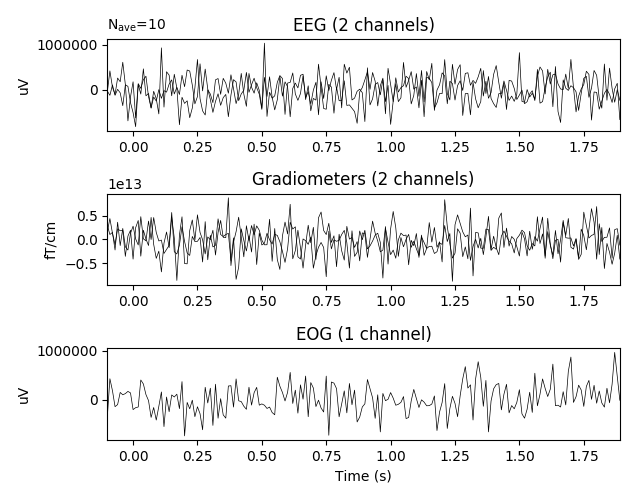 N_ave=10
EEG (2 channels)
1000000
0
uV
0.00 0.25 0.50 0.75 1.00 1.25 1.50 1.75
1e13
Gradiometers (2 channels)
0.5
0.0
−0.5
fT/cm
0.00 0.25 0.50 0.75 1.00 1.25 1.50 1.75
EOG (1 channel)
1000000
0
uV
0.00 0.25 0.50 0.75 1.00 1.25 1.50 1.75
Time (s)